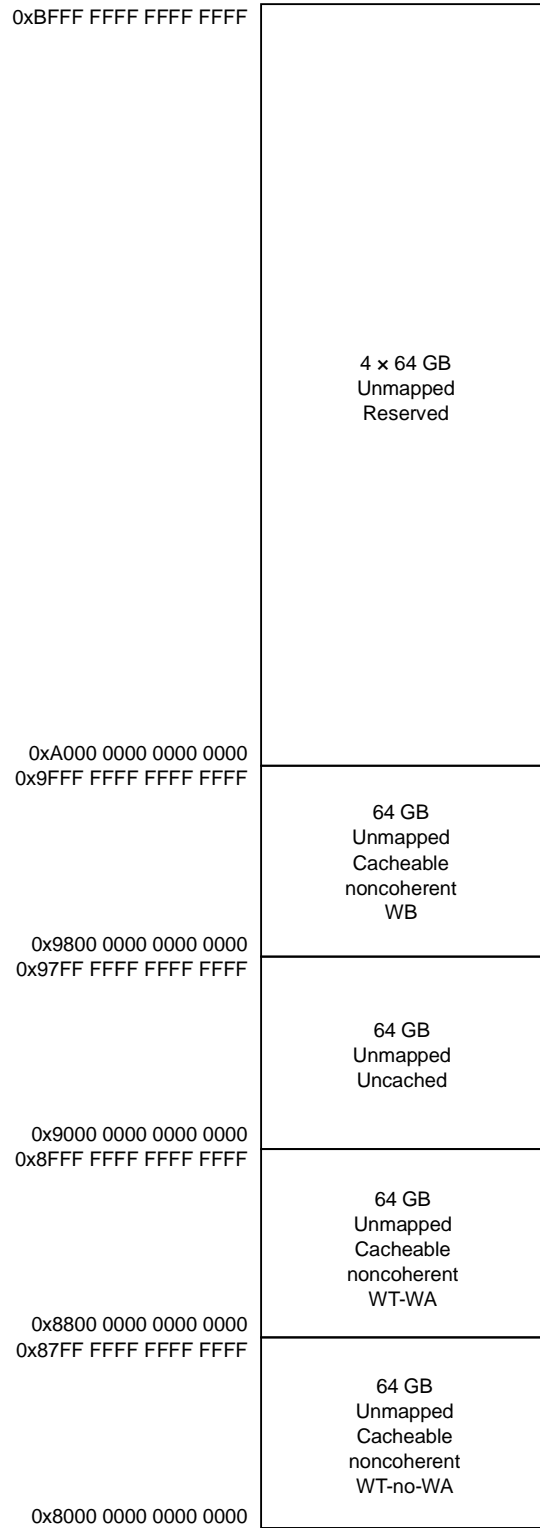 0xBFFF FFFF FFFF FFFF
4 × 64 GB
Unmapped
Reserved
0xA000 0000 0000 0000
0x9FFF FFFF FFFF FFFF
64 GB
Unmapped
Cacheable
noncoherent
WB
0x9800 0000 0000 0000
0x97FF FFFF FFFF FFFF
64 GB
Unmapped
Uncached
0x9000 0000 0000 0000
0x8FFF FFFF FFFF FFFF
64 GB
Unmapped
Cacheable
noncoherent
WT-WA
0x8800 0000 0000 0000
0x87FF FFFF FFFF FFFF
64 GB
Unmapped
Cacheable
noncoherent
WT-no-WA
0x8000 0000 0000 0000